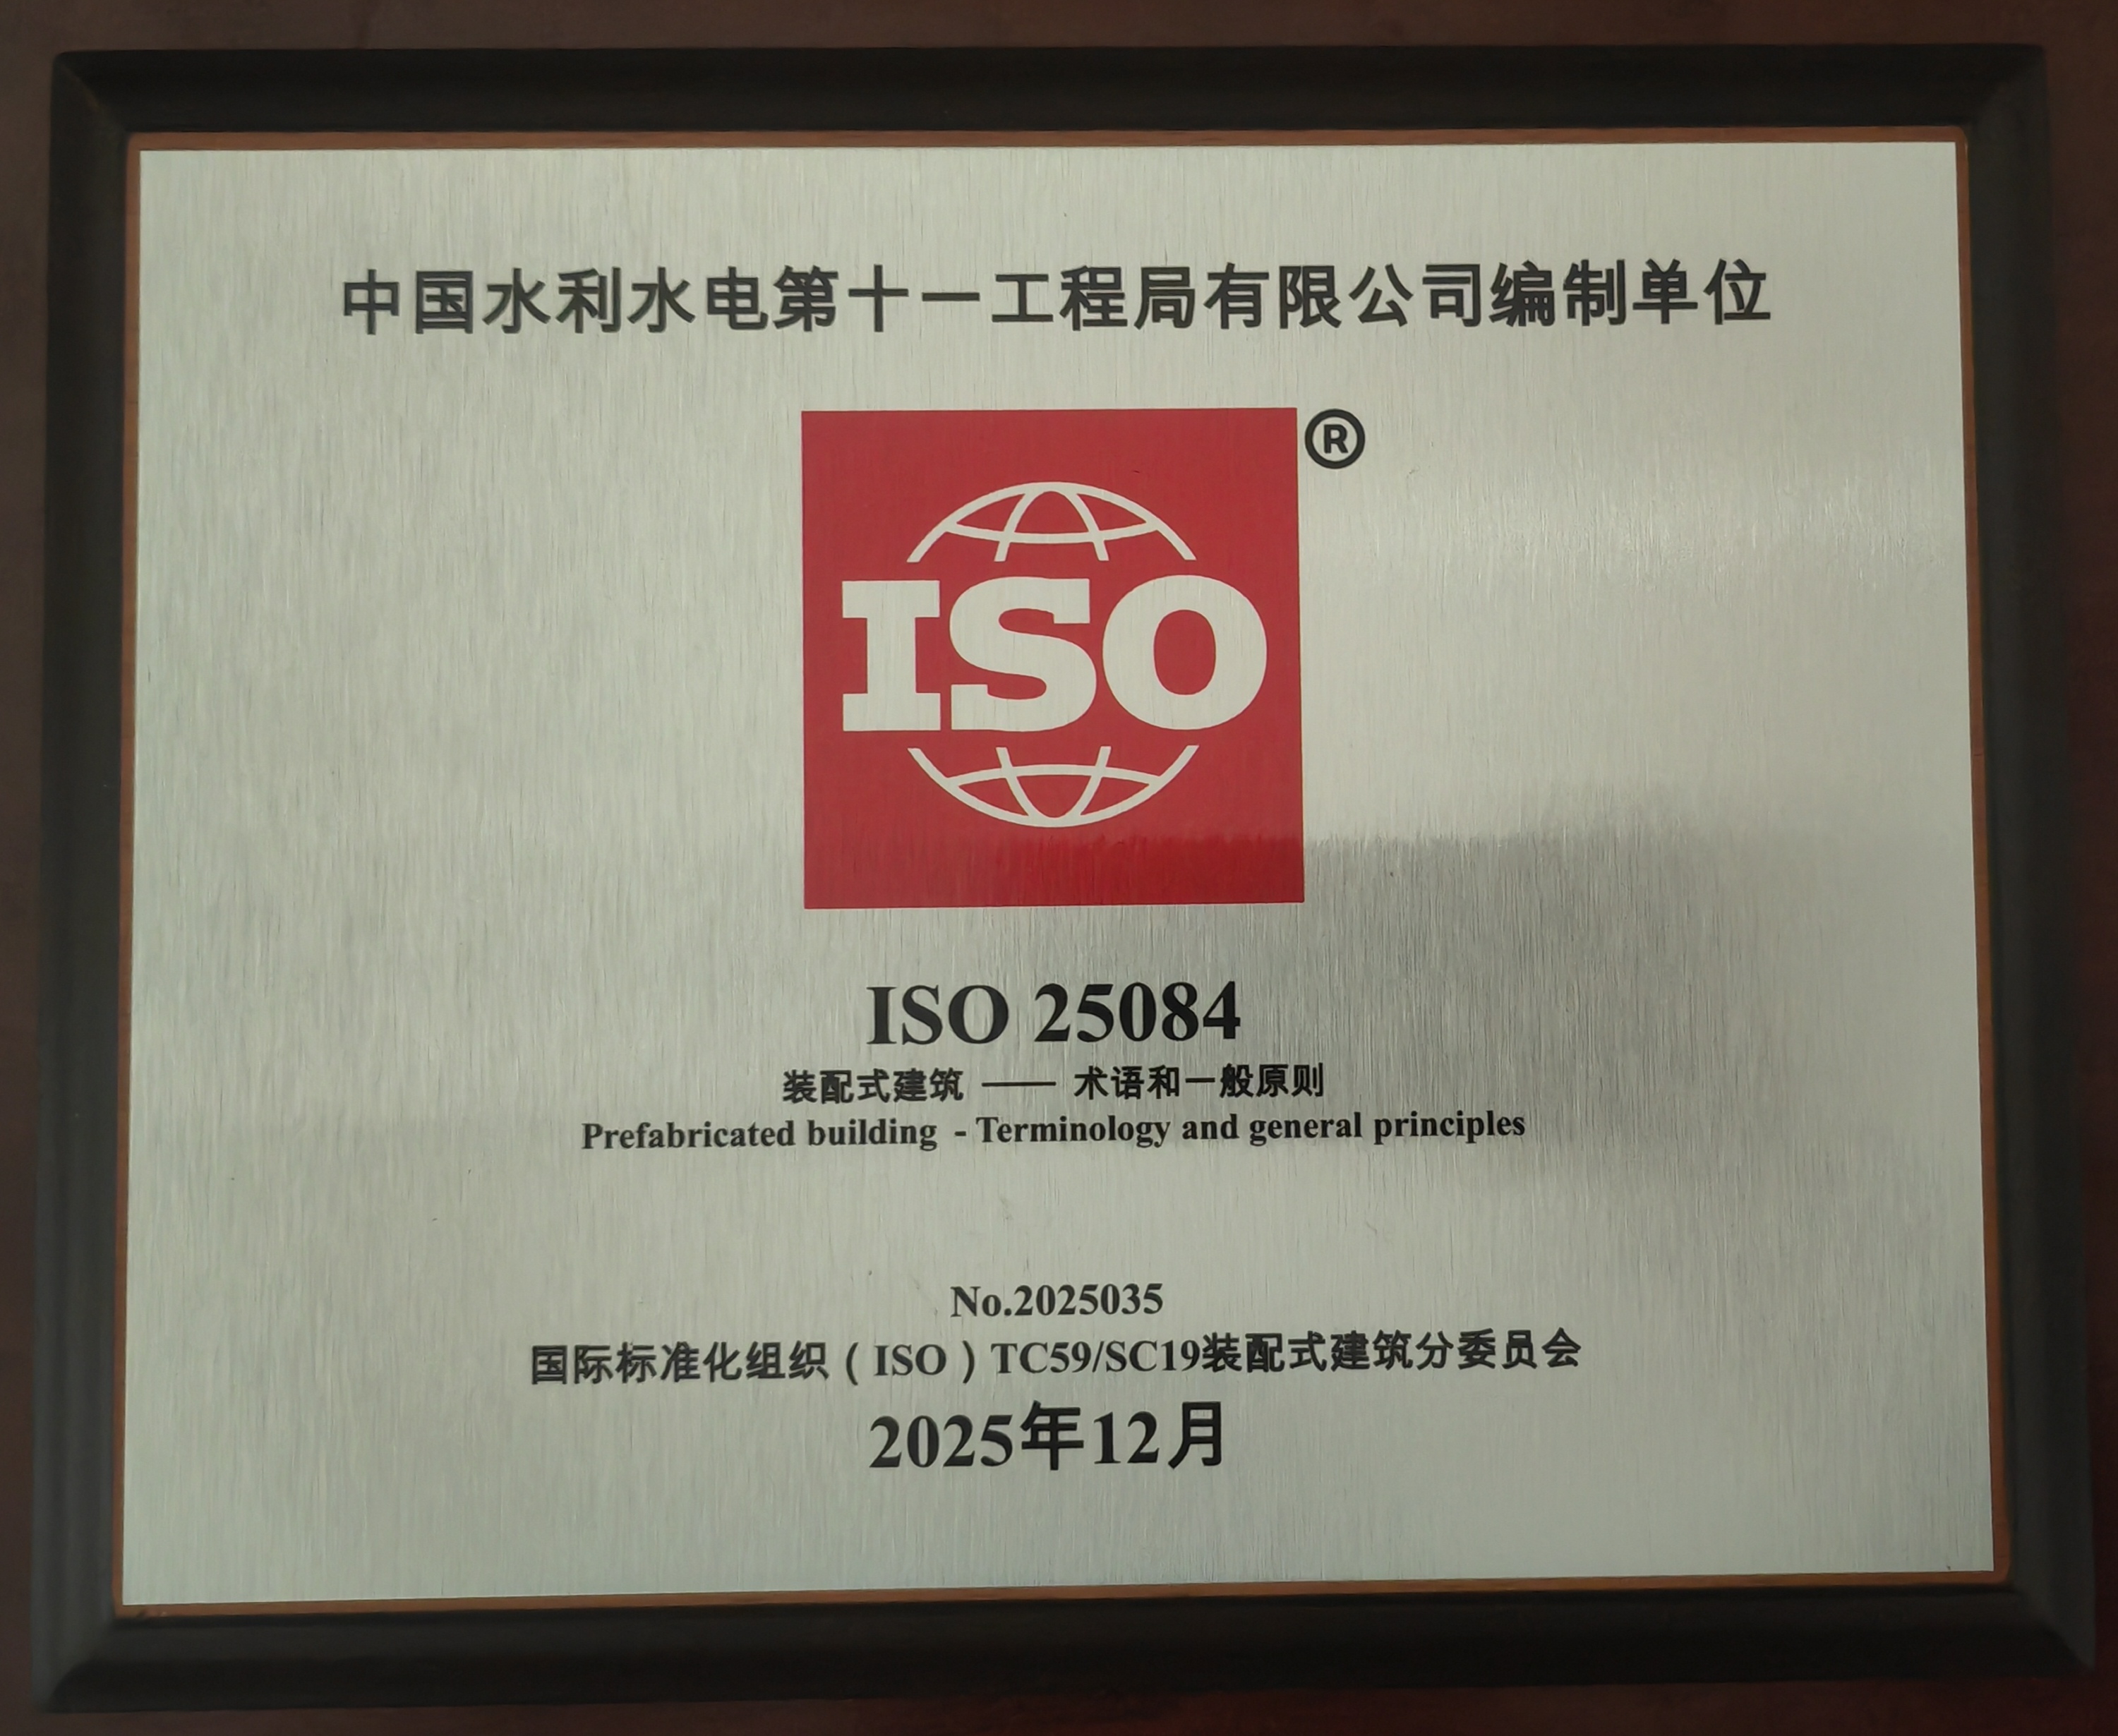 中国水利水电第十一工程局有限公司编制单位
®
ISO
ISO 25084
装配式建筑 —— 术语和一般原则
Prefabricated building - Terminology and general principles
No.2025035
国际标准化组织（ISO）TC59/SC19装配式建筑分委员会
2025年12月